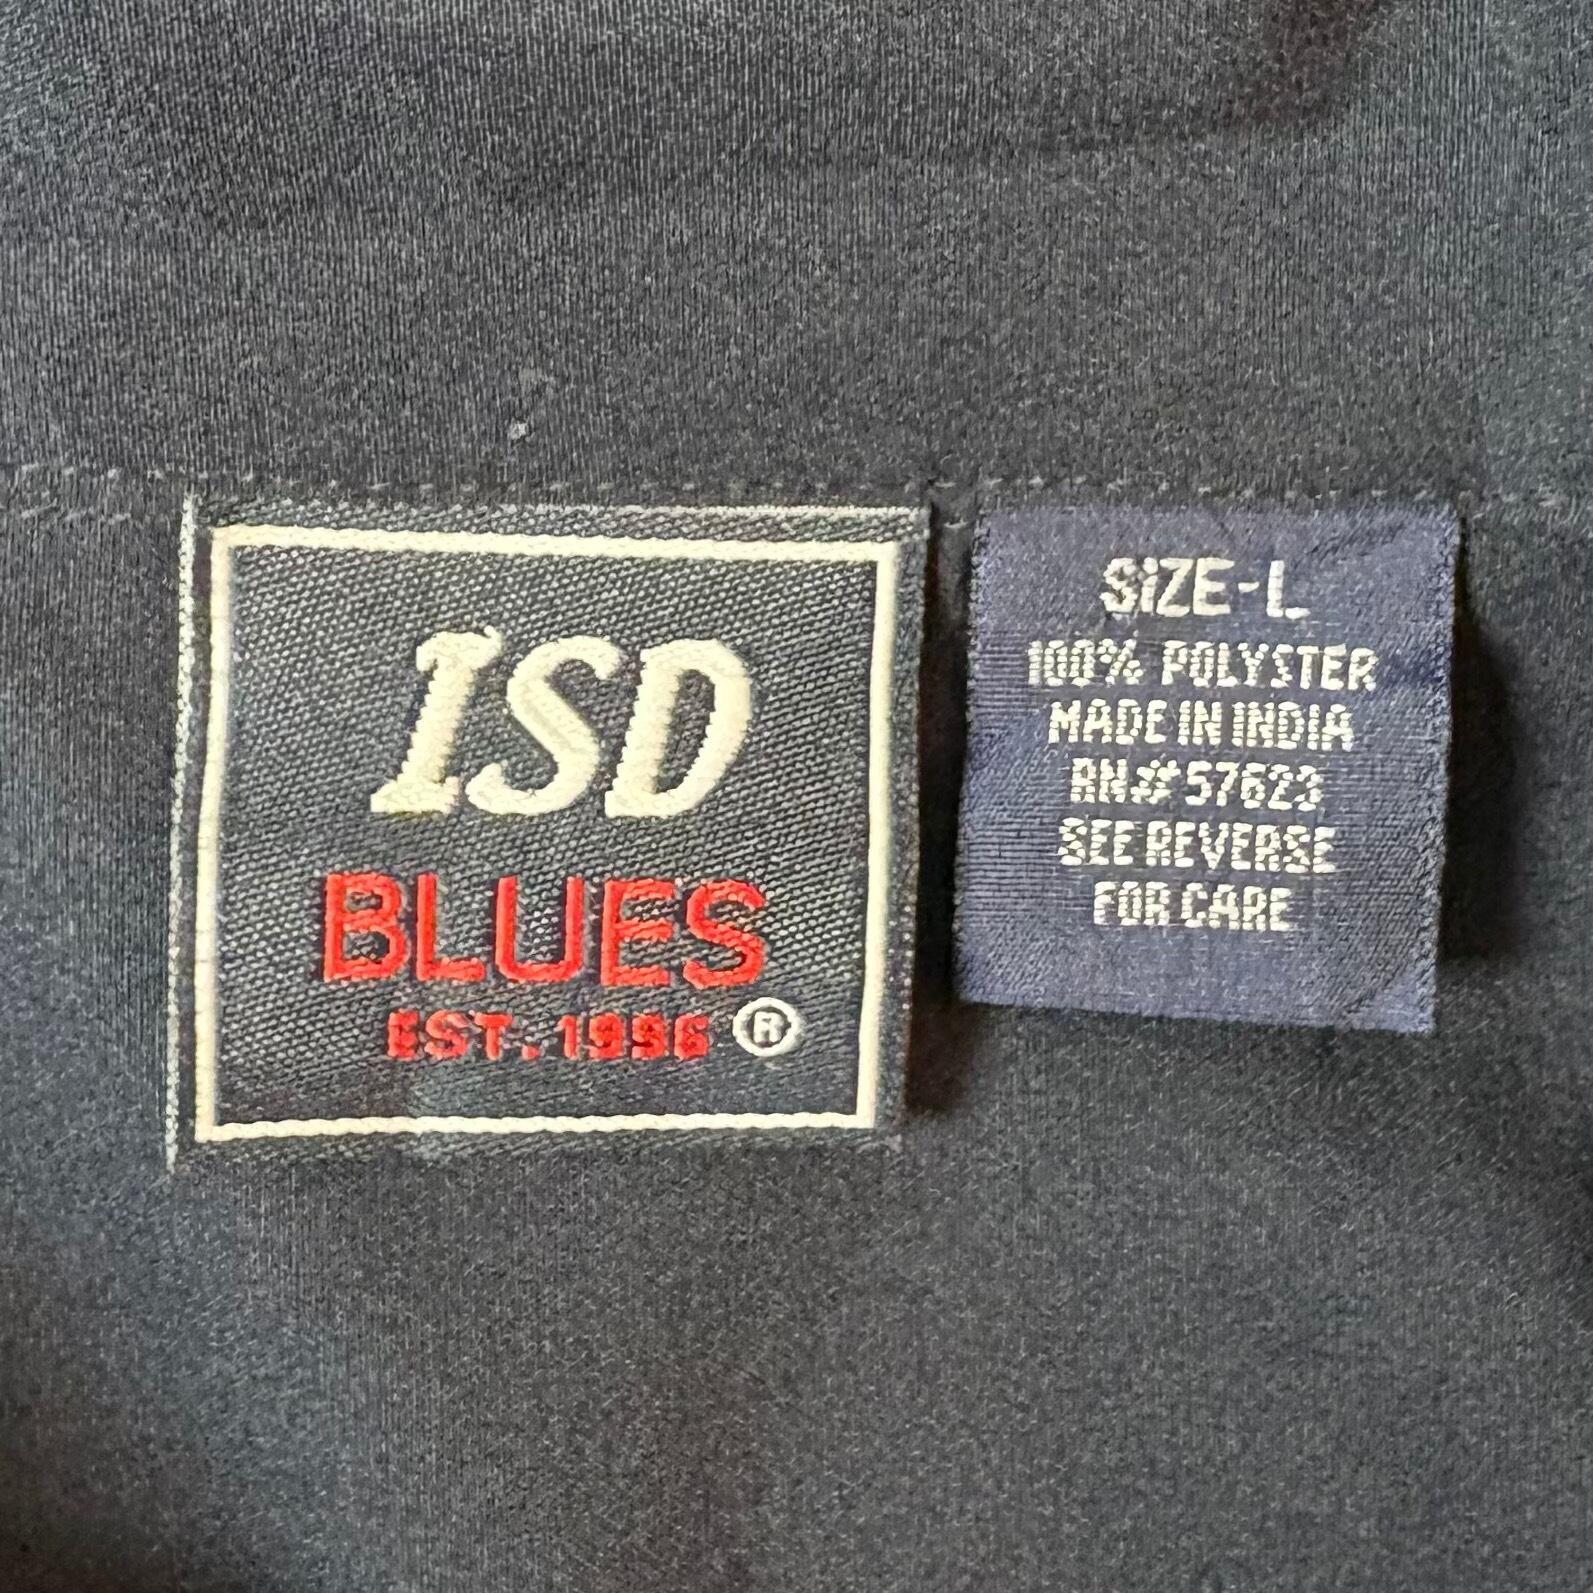 ISD
BLUES
EST. 1996 ®
SIZE-L
100% POLYSTER
MADE IN INDIA
RN# 57623
SEE REVERSE
FOR CARE